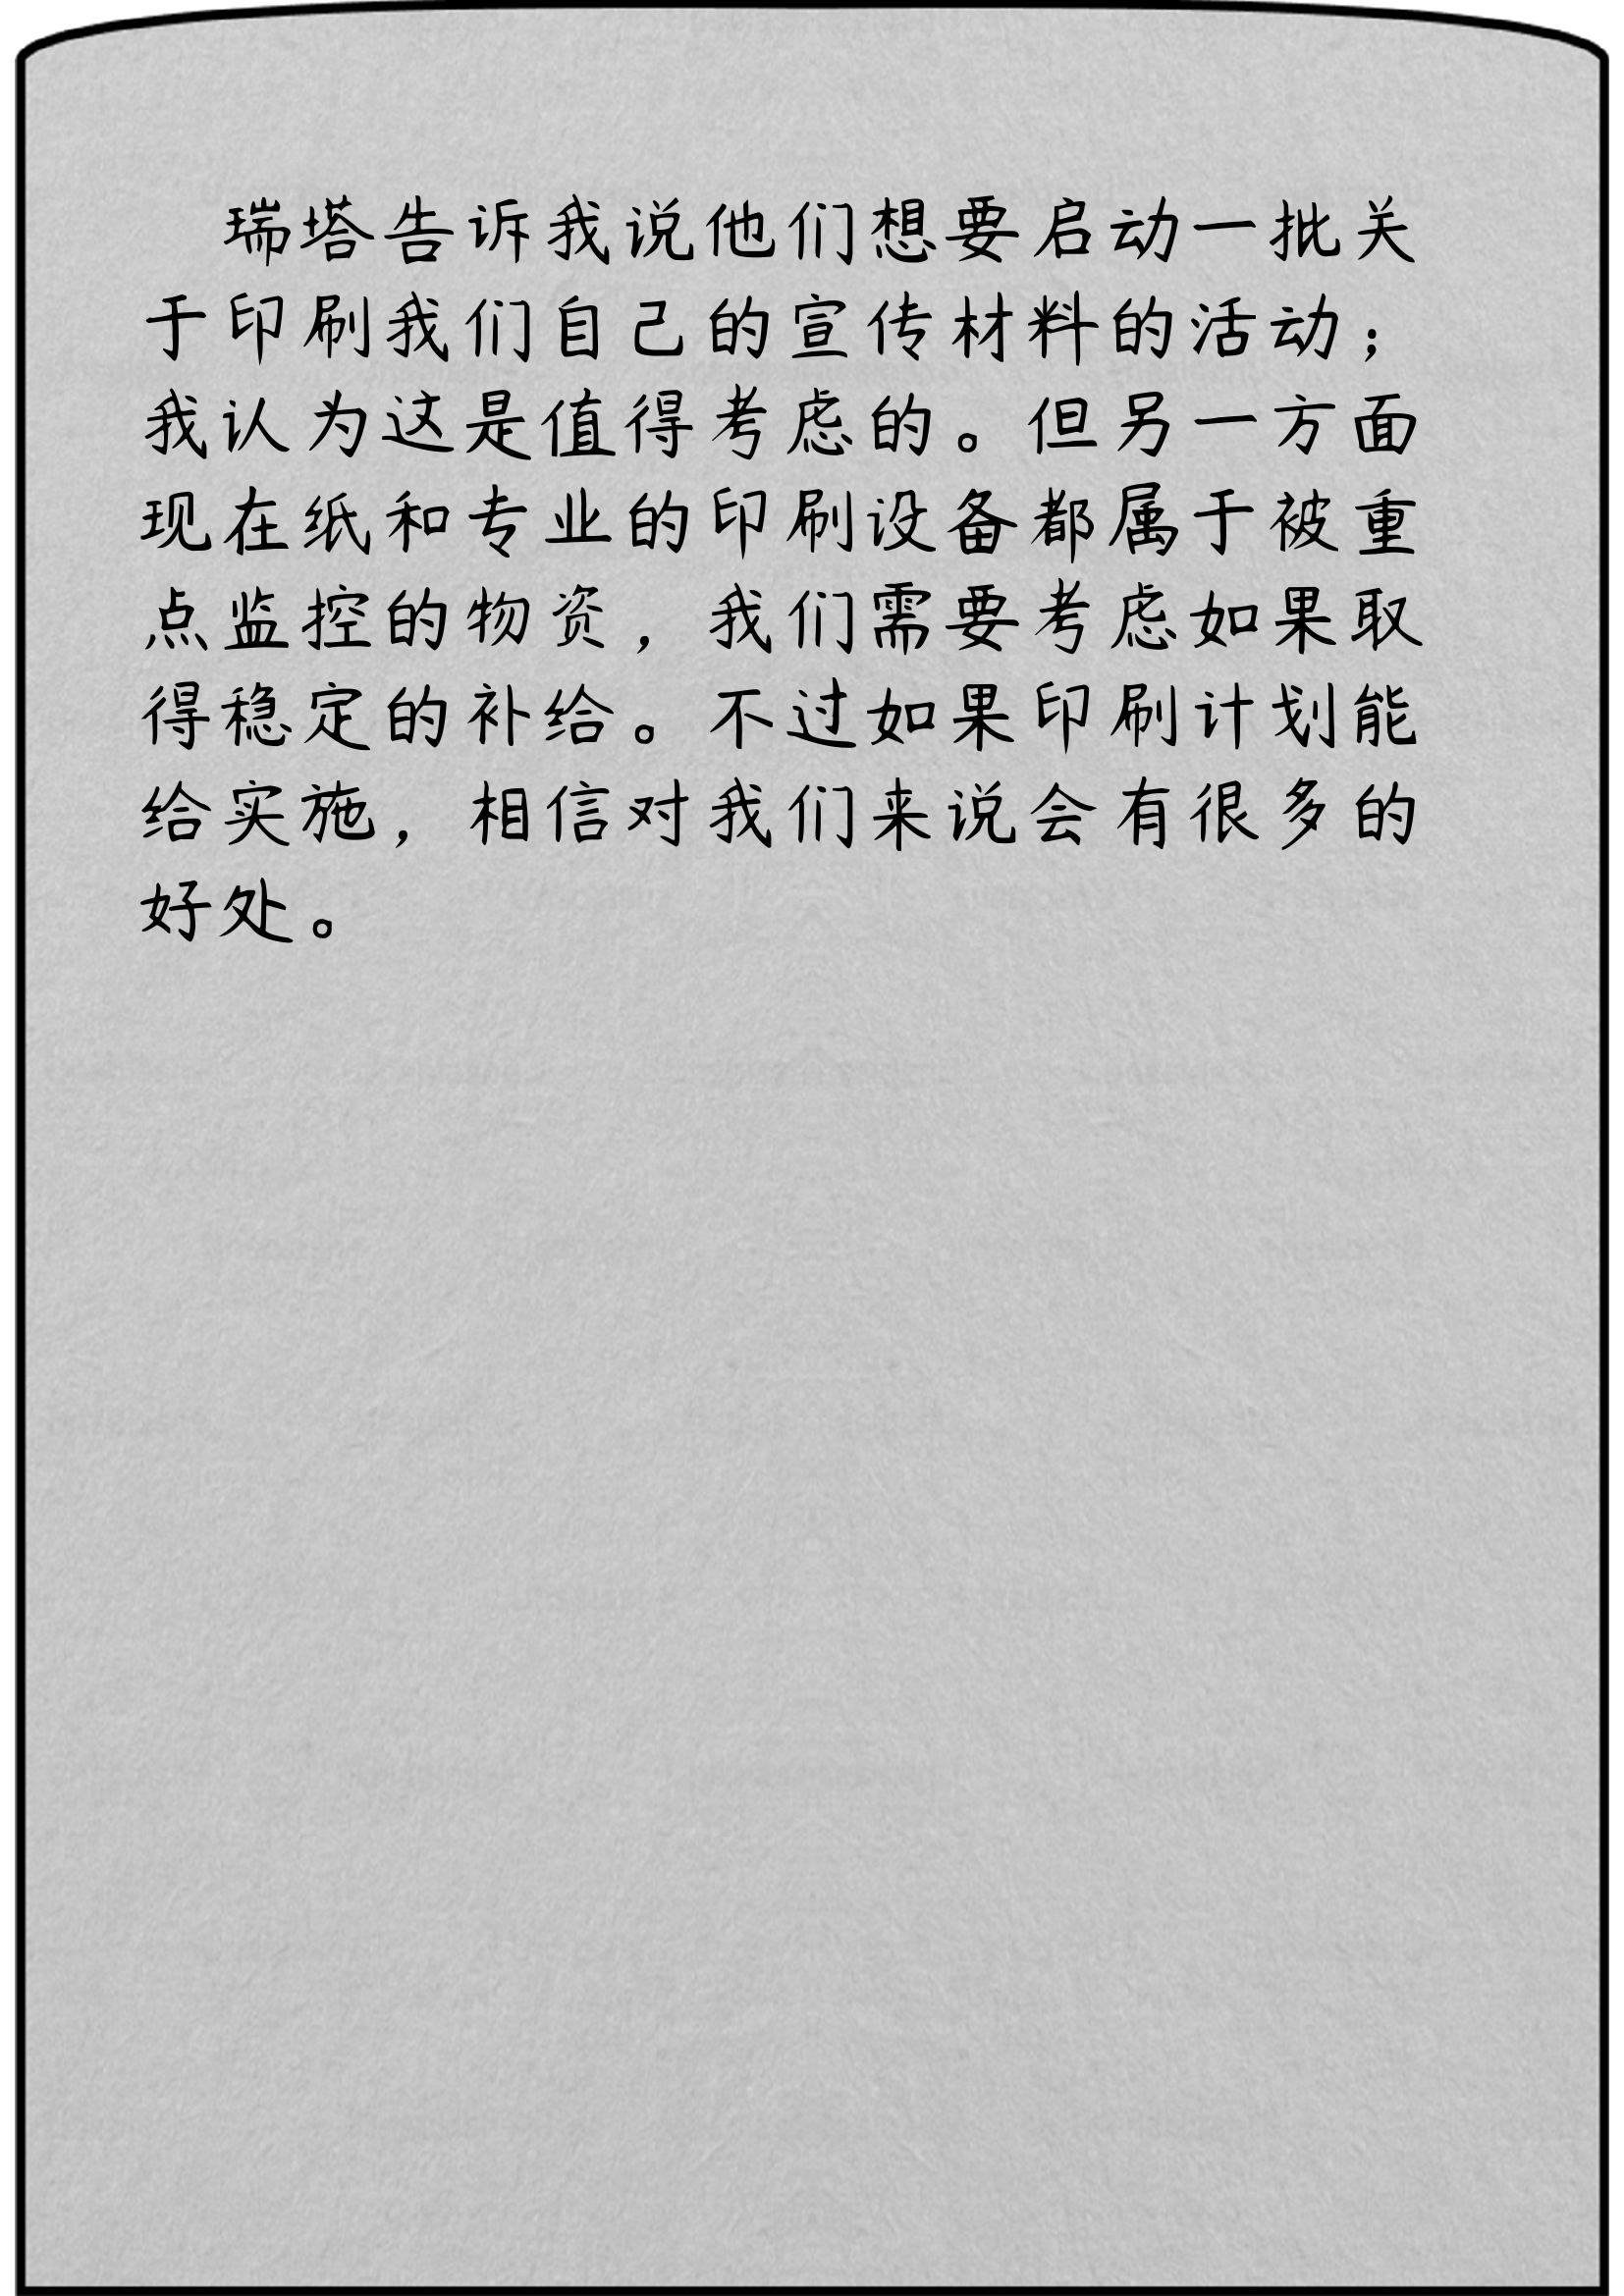 瑞塔告诉我说他们想要启动一批关
于印刷我们自己的宣传材料的活动；
我认为这是值得考虑的。但另一方面
现在纸和专业的印刷设备都属于被重
点监控的物资，我们需要考虑如果取
得稳定的补给。不过如果印刷计划能
给实施，相信对我们来说会有很多的
好处。